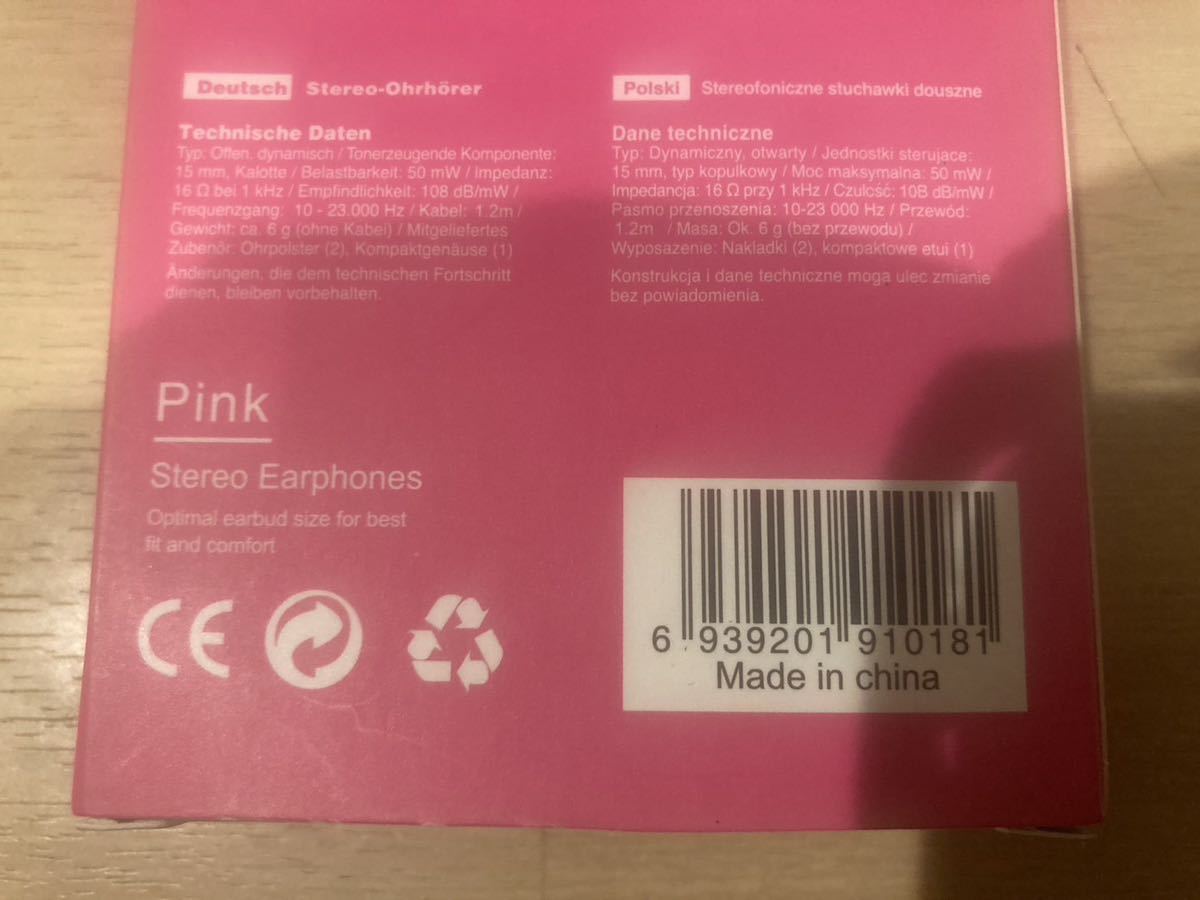 Deutsch Stereo-Ohrhörer
Technische Daten
Typ: Offen, dynamisch / Tonerzeugende Komponente:
15 mm, Kalotte / Belastbarkeit: 50 mW / Impedanz:
16 Ω bei 1 kHz / Empfindlichkeit: 108 dB/mW /
Frequenzgang: 10 - 23.000 Hz / Kabel: 1.2m /
Gewicht: ca. 6 g (ohne Kabel) / Mitgeliefertes
Zubenör: Ohrpolster (2), Kompaktgenäuse (1)
Änderungen, die dem technischen Fortschritt
dienen, bleiben vorbehalten.
Polski Stereofoniczne stuchawki douszne
Dane techniczne
Typ: Dynamiczny, otwarty / Jednostki sterujace:
15 mm, typ kopulkowy / Moc maksymalna: 50 mW /
Impedancja: 16 Ω przy 1 kHz / Czulcść: 10B dB/mW /
Pasmo przenoszenia: 10-23 000 Hz / Przewód:
1.2m / Masa: Ok. 6 g (bez przewodu) /
Wyposazenie: Nakladki (2), kompaktowe etui (1)
Konstrukcja i dane techniczne moga ulec zmianie
bez powiadomienia.
Pink
Stereo Earphones
Optimal earbud size for best
fit and comfort
CE
6 939201 910181
Made in china